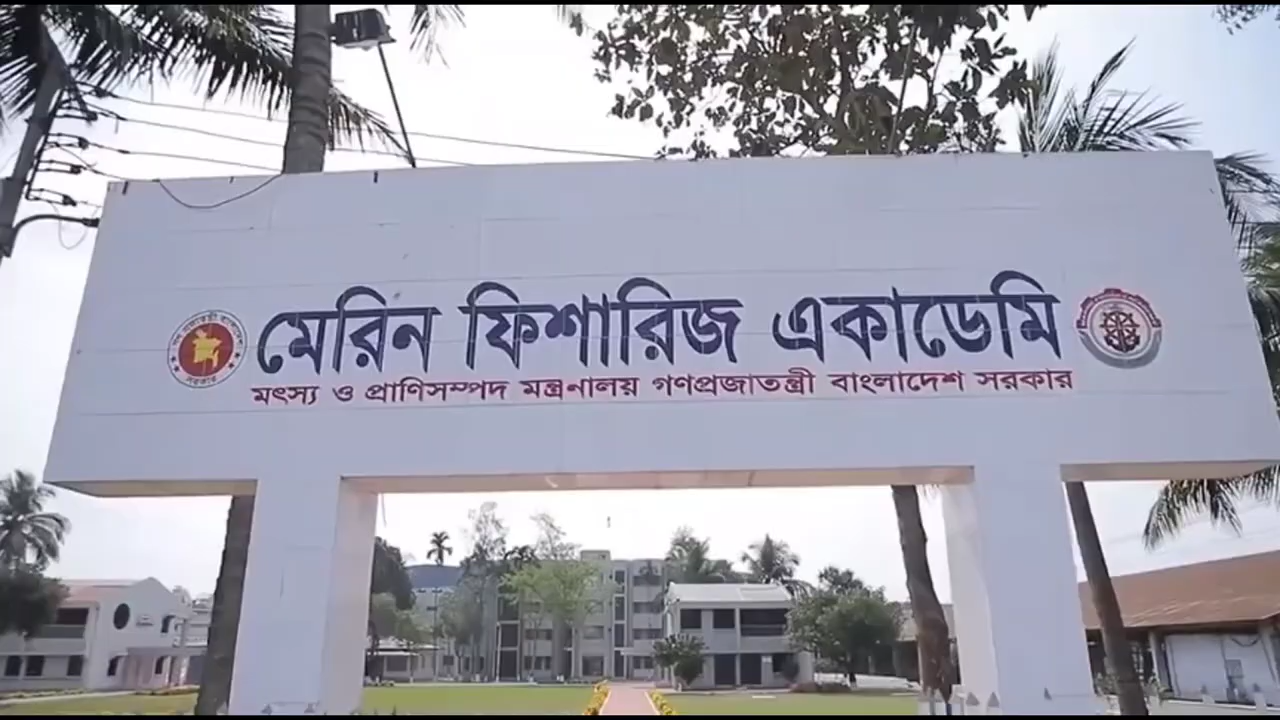 মেরিন ফিশারিজ একাডেমি
মৎস্য ও প্রাণিসম্পদ মন্ত্রনালয় গণপ্রজাতন্ত্রী বাংলাদেশ সরকার